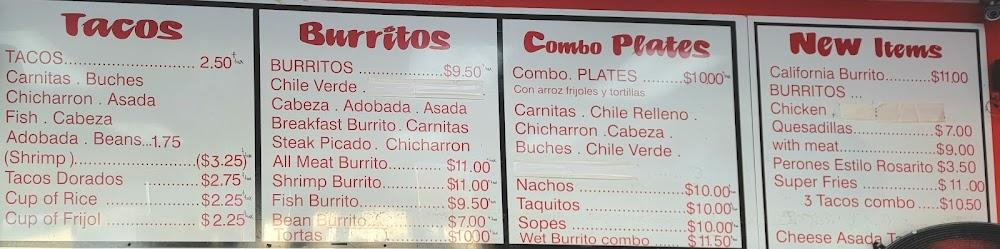 Tacos
TACOS..................... 2.50
Carnitas . Buches
Chicharron . Asada
Fish . Cabeza
Adobada . Beans...1.75
(Shrimp )......................($3.25)
Tacos Dorados ............$2.75
Cup of Rice .................$2.25
Cup of Frijol .................$ 2.25
Burritos
BURRITOS ...............$9.50
Chile Verde .
Cabeza . Adobada . Asada
Breakfast Burrito . Carnitas
Steak Picado . Chicharron
All Meat Burrito..........$11.00
Shrimp Burrito............$11.00
Fish Burrito................$9.50
Bean Burrito..............$7.00
Tortas ......................$1000
Combo Plates
Combo. PLATES .........$1000
Con arroz frijoles y tortillas
Carnitas . Chile Relleno .
Chicharron .Cabeza .
Buches . Chile Verde .
Nachos .......................$10.00
Taquitos ......................$10.00
Sopes ........................$10.00
Wet Burrito combo ......$ 11.50
New Items
California Burrito.........$11.00
BURRITOS ...
Chicken
Quesadillas.................$ 7.00
with meat....................$9.00
Perones Estilo Rosarito $3.50
Super Fries ................$ 11 .00
3 Tacos combo .....$10.50
Cheese Asada